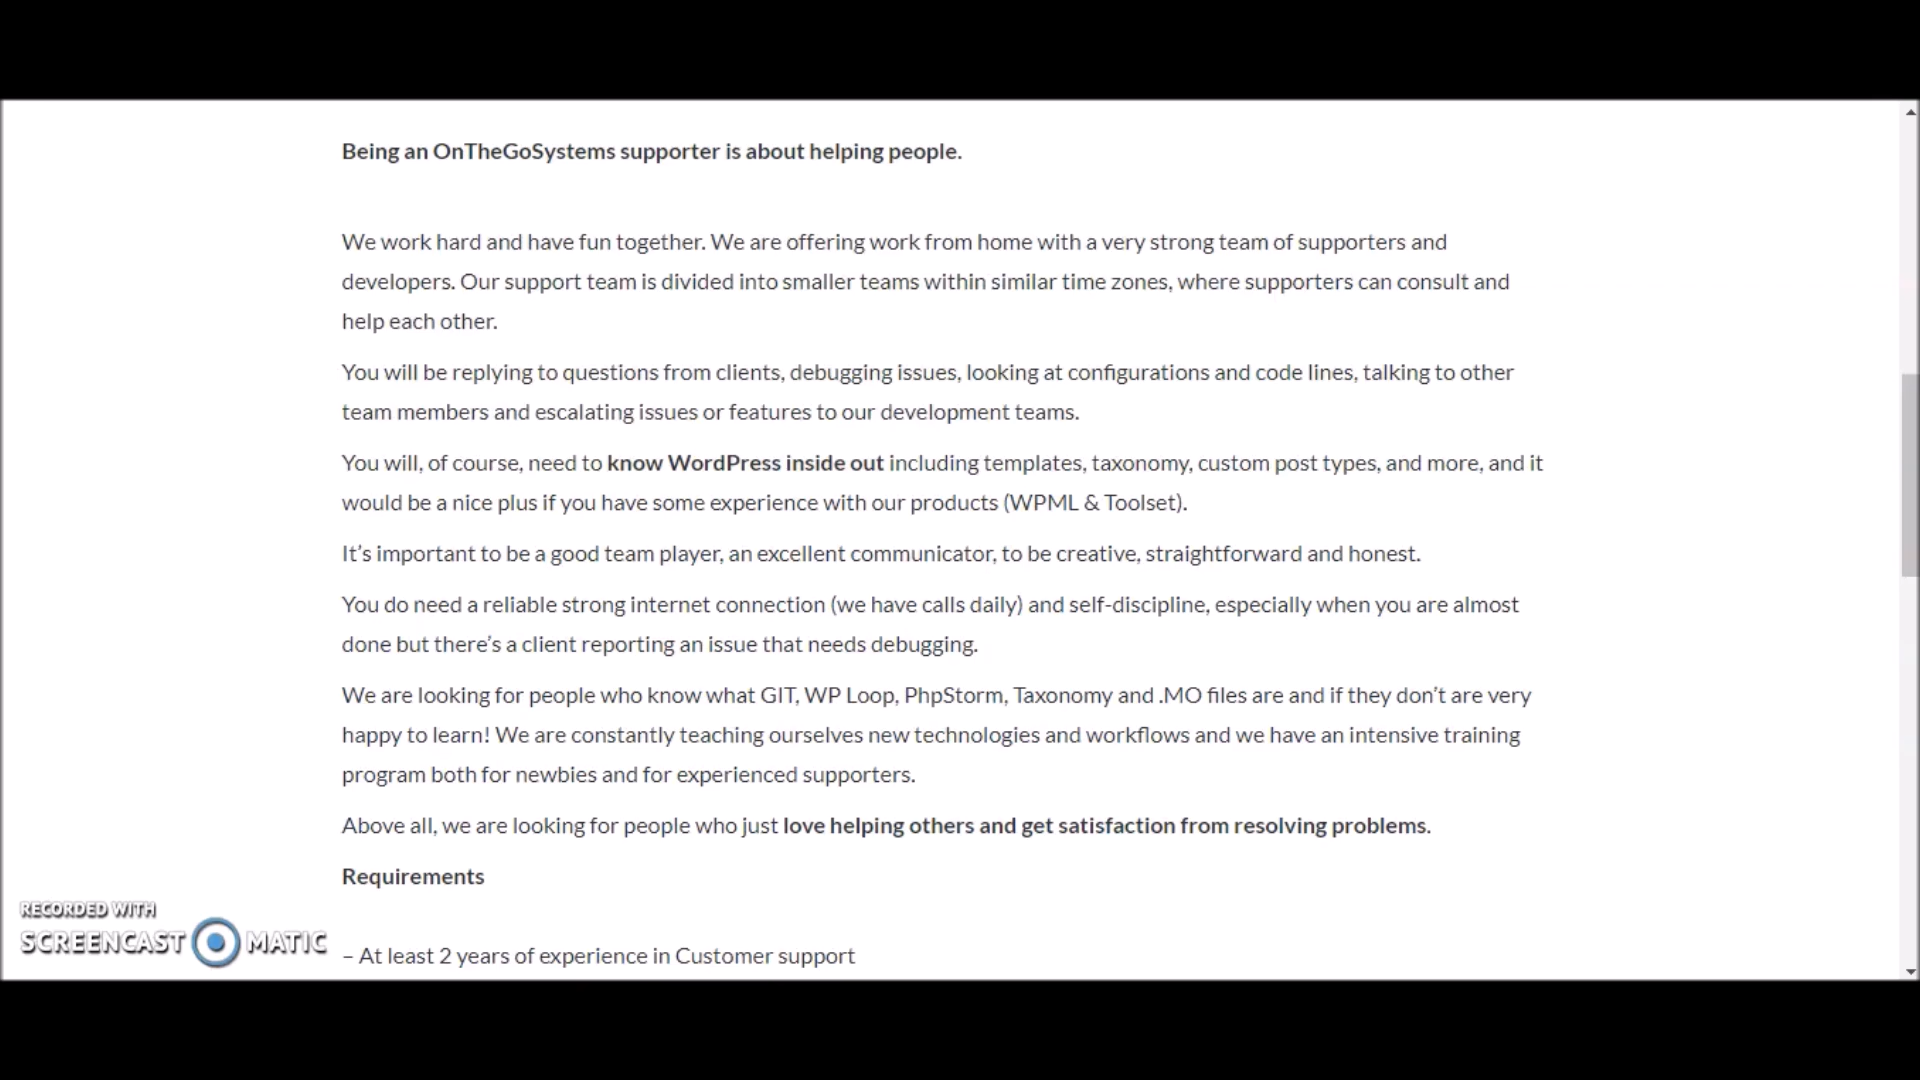 Being an OnTheGoSystems supporter is about helping people.
We work hard and have fun together. We are offering work from home with a very strong team of supporters and
developers. Our support team is divided into smaller teams within similar time zones, where supporters can consult and
help each other.
You will be replying to questions from clients, debugging issues, looking at configurations and code lines, talking to other
team members and escalating issues or features to our development teams.
You will, of course, need to know WordPress inside out including templates, taxonomy, custom post types, and more, and it
would be a nice plus if you have some experience with our products (WPML & Toolset).
It’s important to be a good team player, an excellent communicator, to be creative, straightforward and honest.
You do need a reliable strong internet connection (we have calls daily) and self-discipline, especially when you are almost
done but there’s a client reporting an issue that needs debugging.
We are looking for people who know what GIT, WP Loop, PhpStorm, Taxonomy and .MO files are and if they don’t are very
happy to learn! We are constantly teaching ourselves new technologies and workflows and we have an intensive training
program both for newbies and for experienced supporters.
Above all, we are looking for people who just love helping others and get satisfaction from resolving problems.
Requirements
– At least 2 years of experience in Customer support
RECORDED WITH
SCREENCAST MATIC